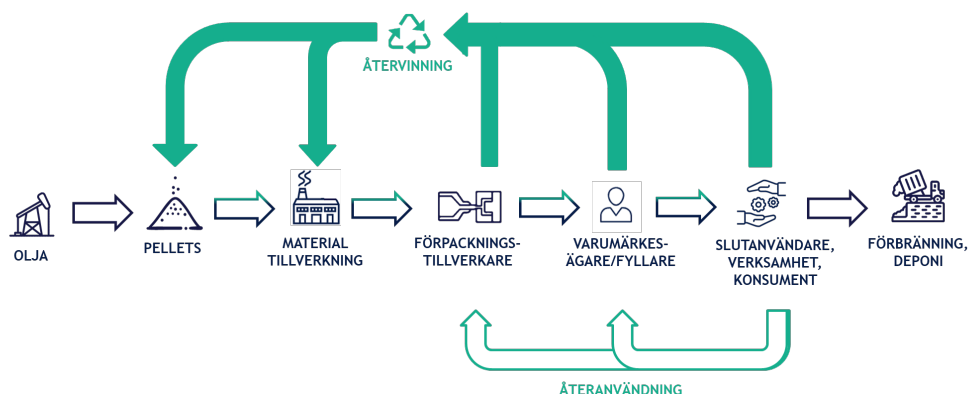 ÅTERVINNING
OLJA
PELLETS
MATERIAL
TILLVERKNING
FÖRPACKNINGS-
TILLVERKARE
VARUMÄRKES-
ÄGARE/FYLLARE
SLUTANVÄNDARE,
VERKSAMHET,
KONSUMENT
FÖRBRÄNNING,
DEPONI
ÅTERANVÄNDNING